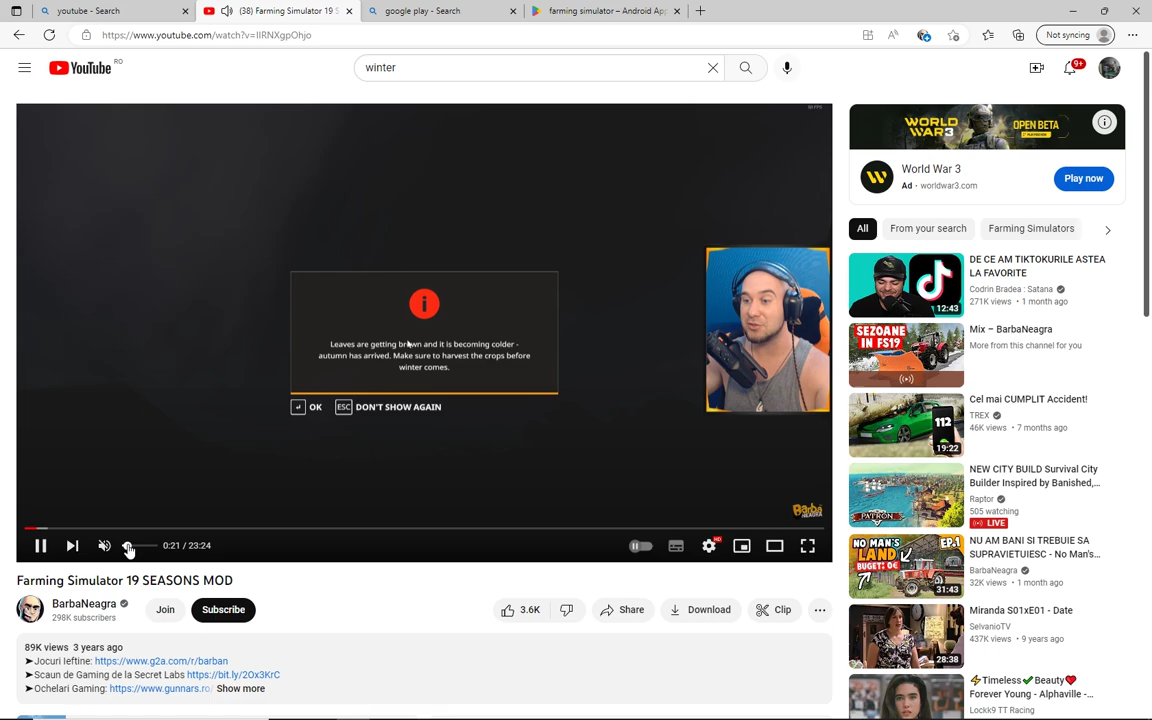 youtube - Search
(38) Farming Simulator 19 S
google play - Search
farming simulator – Android Ap
https://www.youtube.com/watch?v=IIRNXgpOhjo
Not syncing
YouTube RO
winter
9+
WORLD WAR3
OPEN BETA
World War 3
Ad · worldwar3.com
Play now
All
From your search
Farming Simulators
Leaves are getting brown and it is becoming colder -
autumn has arrived. Make sure to harvest the crops before
winter comes.
OK
ESC DON'T SHOW AGAIN
0:21 / 23:24
HD
Farming Simulator 19 SEASONS MOD
BarbaNeagra
298K subscribers
Join
Subscribe
3.6K
Share
Download
Clip
89K views 3 years ago
➤Jocuri Ieftine: https://www.g2a.com/r/barban
➤Scaun de Gaming de la Secret Labs https://bit.ly/2Ox3KrC
➤Ochelari Gaming: https://www.gunnars.ro/ Show more
12:43
DE CE AM TIKTOKURILE ASTEA
LA FAVORITE
Codrin Bradea : Satana
271K views • 1 month ago
SEZOANE
IN FS19
Mix – BarbaNeagra
More from this channel for you
112
19:22
Cel mai CUMPLIT Accident!
TREX
46K views • 7 months ago
PATRON
NEW CITY BUILD Survival City
Builder Inspired by Banished,...
Raptor
505 watching
LIVE
NO MAN'S
LAND
EP.1
BUGET: 0€
31:43
NU AM BANI SI TREBUIE SA
SUPRAVIETUIESC - No Man's...
BarbaNeagra
32K views • 1 month ago
28:38
Miranda S01xE01 - Date
SelvanioTV
437K views • 9 years ago
⚡Timeless✔Beauty❤
Forever Young - Alphaville -...
Lockk9 TT Racing